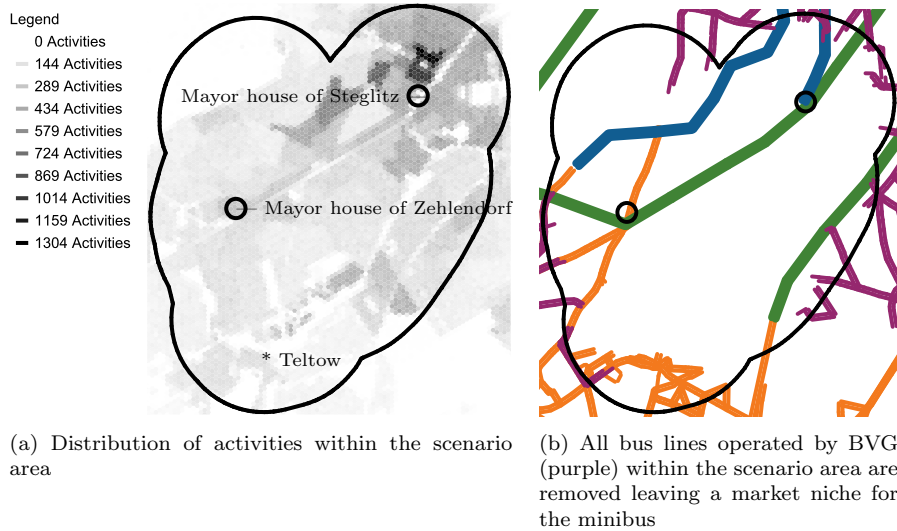 Legend
0 Activities
144 Activities
289 Activities
434 Activities
579 Activities
724 Activities
869 Activities
1014 Activities
1159 Activities
1304 Activities
Mayor house of Steglitz
Mayor house of Zehlendorf
* Teltow
(a) Distribution of activities within the scenario
area
(b) All bus lines operated by BVG
(purple) within the scenario area are
removed leaving a market niche for
the minibus